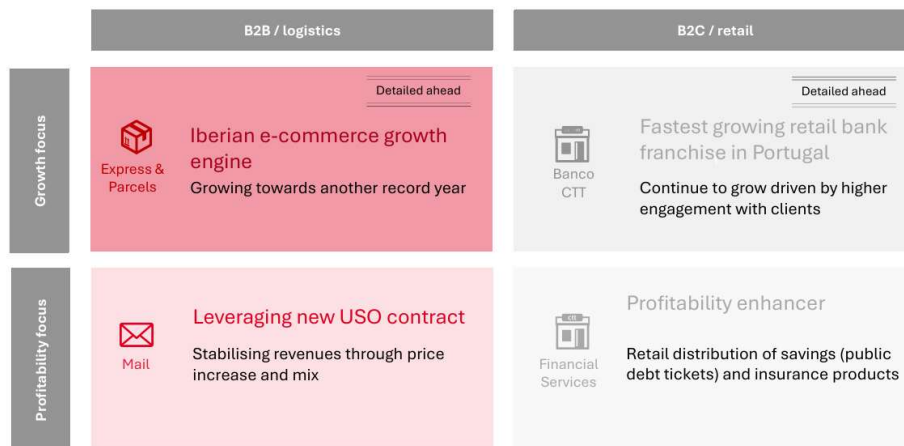 B2B / logistics
B2C / retail
Growth focus
Detailed ahead
Express &
Parcels
Iberian e-commerce growth
engine
Growing towards another record year
Detailed ahead
Banco
CTT
Fastest growing retail bank
franchise in Portugal
Continue to grow driven by higher
engagement with clients
Profitability focus
Mail
Leveraging new USO contract
Stabilising revenues through price
increase and mix
Financial
Services
Profitability enhancer
Retail distribution of savings (public
debt tickets) and insurance products